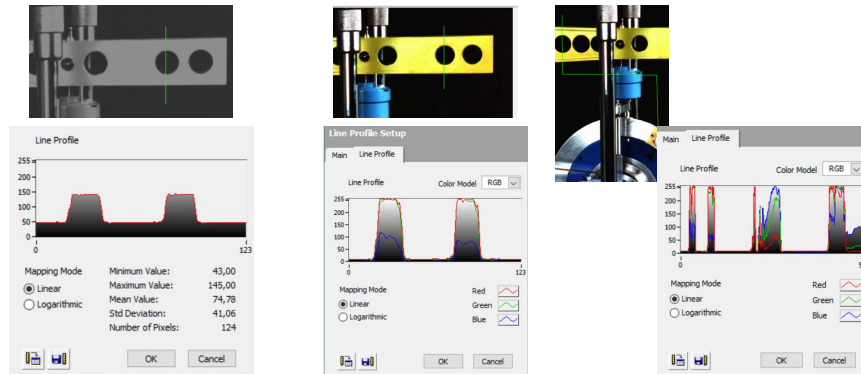 Line Profile
255
200
150
100
50
0
0 123
Mapping Mode
Linear
Logarithmic
Minimum Value: 43,00
Maximum Value: 145,00
Mean Value: 74,78
Std Deviation: 41,06
Number of Pixels: 124
OK Cancel
Line Profile Setup
Main Line Profile
Line Profile Color Model RGB
255
200
150
100
50
0
0 123
Mapping Mode
Linear
Logarithmic
Red
Green
Blue
OK Cancel
Main Line Profile
Line Profile Color Model RGB
255
200
150
100
50
0
0
Mapping Mode
Linear
Logarithmic
Red
Green
Blue
OK Cancel